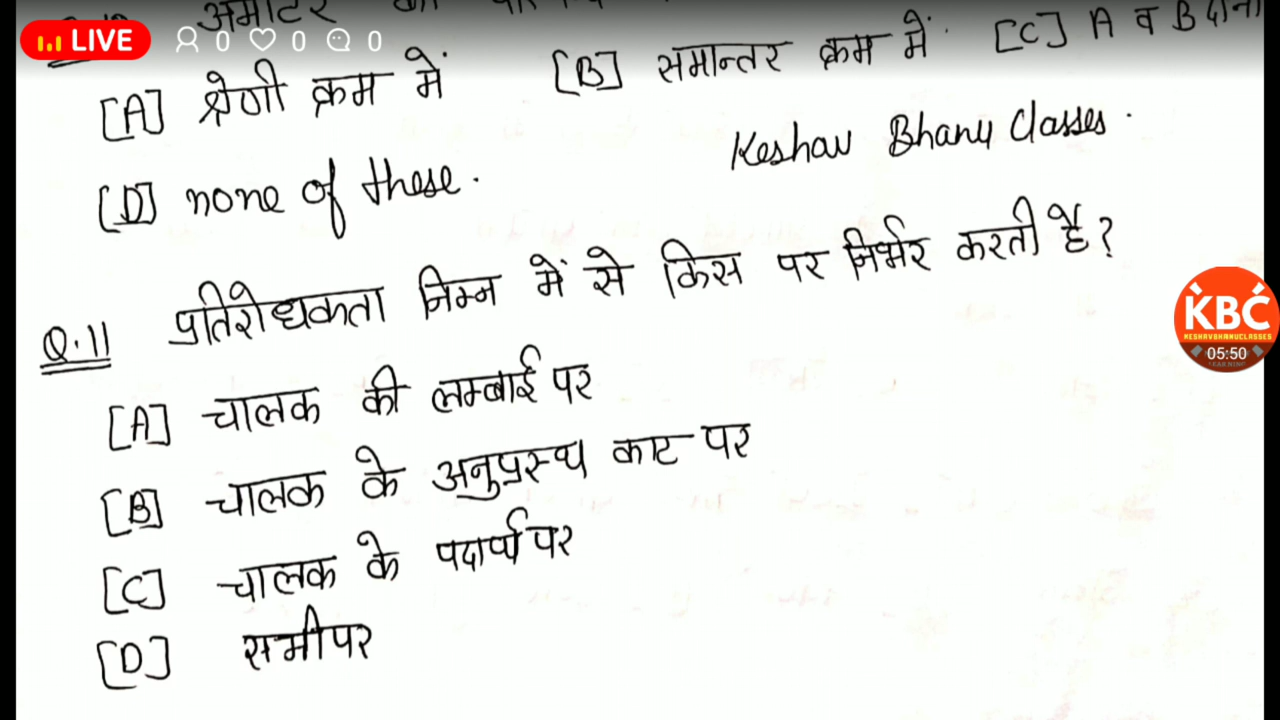 LIVE 0 0 0
अमीटर
[A] श्रेणी क्रम में [B] समान्तर क्रम में [C] A व B दोनों
[D] none of these.
Keshav Bhanu Classes.
Q.11 प्रतिरोधकता निम्न में से किस पर निर्भर करती है?
KBC
KESHAVBHANUCLASSES
05:50
[A] चालक की लम्बाई पर
[B] चालक के अनुप्रस्थ काट पर
[C] चालक के पदार्थ पर
[D] सभी पर